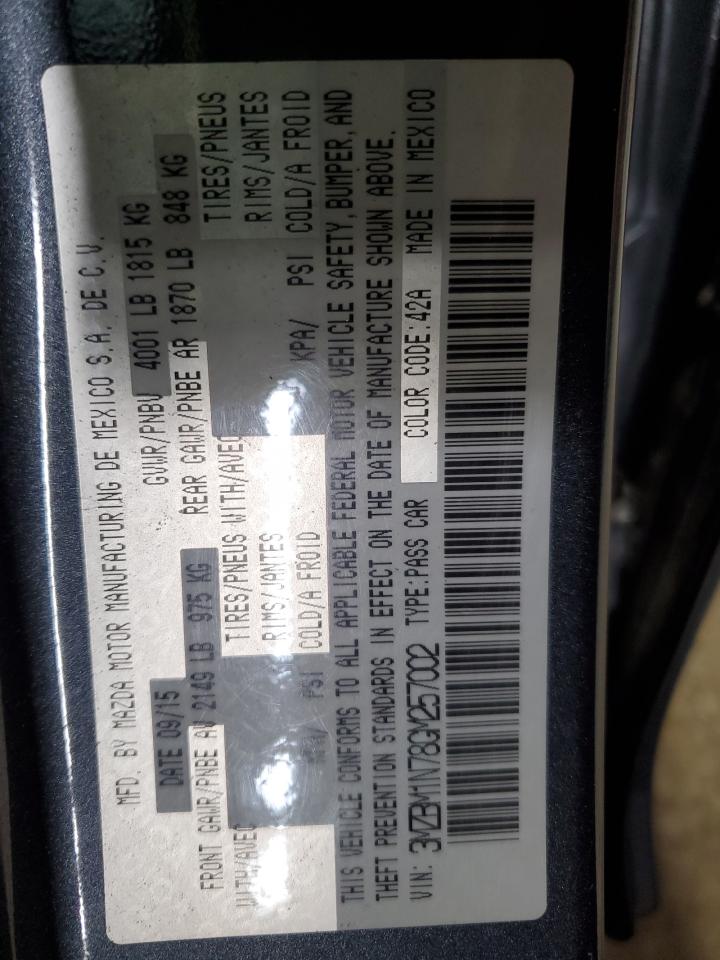 MFD. BY MAZDA MOTOR MANUFACTURING DE MEXICO S.A. DE C.V.
DATE 09/15 GVWR/PNBV 4001 LB 1815 KG
FRONT GAWR/PNBE AV 2149 LB 975 KG REAR GAWR/PNBE AR 1870 LB 848 KG
WITH/AVEC TIRES/PNEUS WITH/AVEC TIRES/PNEUS
RIMS/JANTES RIMS/JANTES
PSI COLD/A FROID KPA/ PSI COLD/A FROID
THIS VEHICLE CONFORMS TO ALL APPLICABLE FEDERAL MOTOR VEHICLE SAFETY, BUMPER, AND
THEFT PREVENTION STANDARDS IN EFFECT ON THE DATE OF MANUFACTURE SHOWN ABOVE.
VIN: 3MZBM1N78GM257002 TYPE:PASS CAR COLOR CODE:42A MADE IN MEXICO